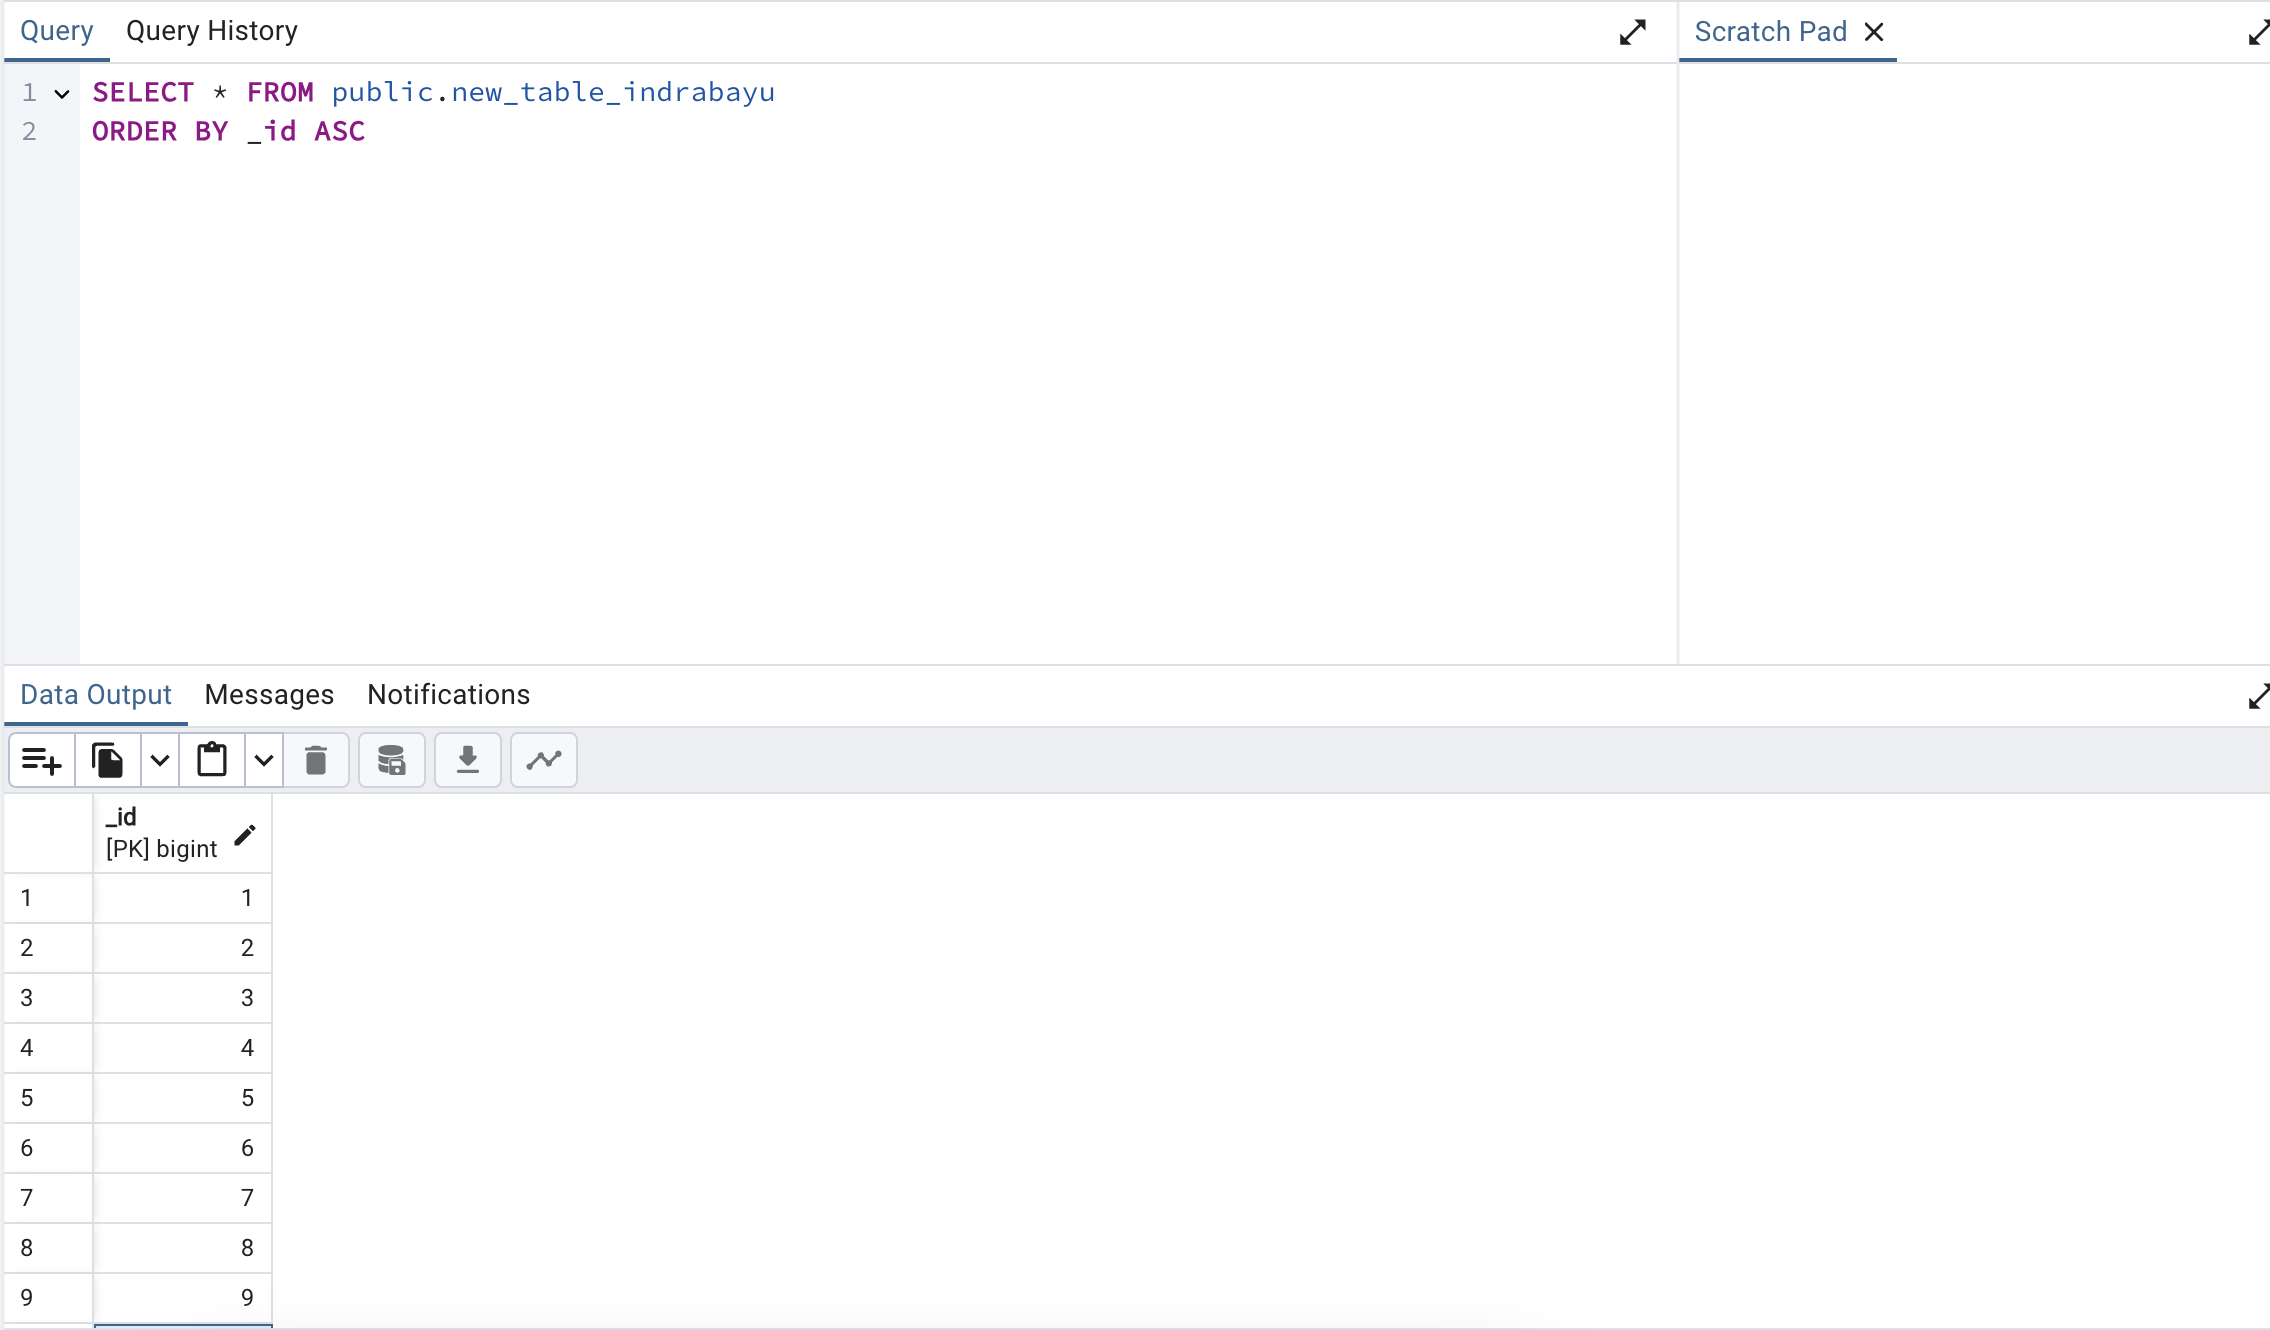 Query Query History Scratch Pad
1 SELECT * FROM public.new_table_indrabayu
2 ORDER BY _id ASC
Data Output Messages Notifications
_id
[PK] bigint
1 1
2 2
3 3
4 4
5 5
6 6
7 7
8 8
9 9